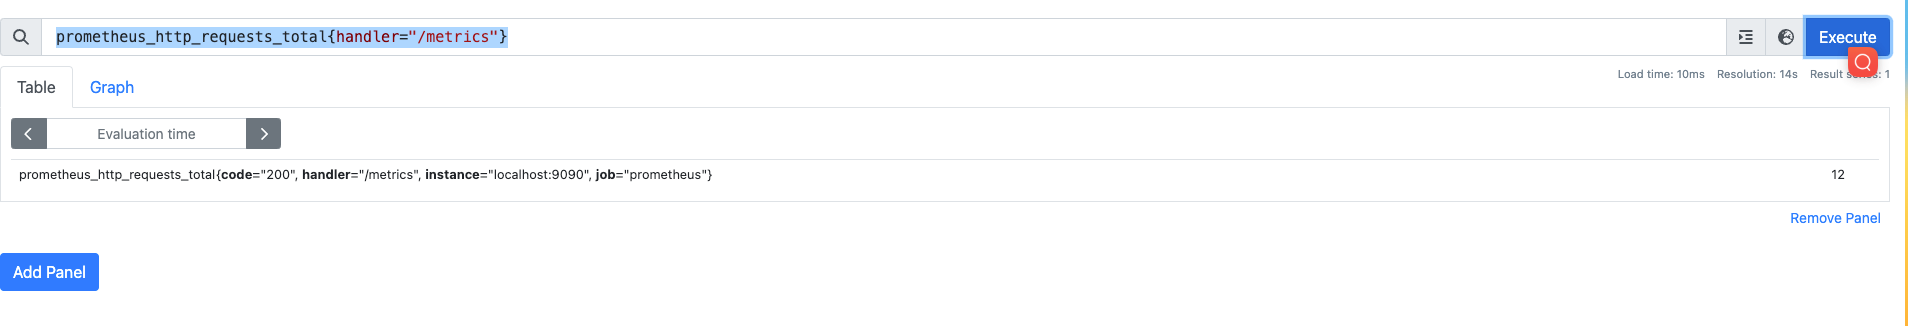 prometheus_http_requests_total{handler="/metrics"}
Execute
Table
Graph
Load time: 10ms Resolution: 14s Result series: 1
Evaluation time
prometheus_http_requests_total{code="200", handler="/metrics", instance="localhost:9090", job="prometheus"}
12
Remove Panel
Add Panel